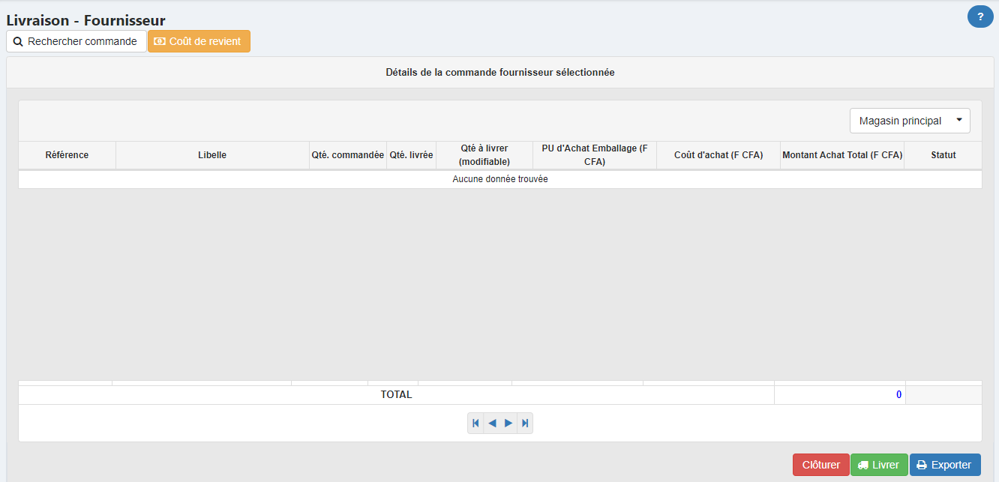 Livraison - Fournisseur
?
Rechercher commande
Coût de revient
Détails de la commande fournisseur sélectionnée
Magasin principal
Référence
Libelle
Qté. commandée
Qté. livrée
Qté à livrer
(modifiable)
PU d'Achat Emballage (F
CFA)
Coût d'achat (F CFA)
Montant Achat Total (F CFA)
Statut
Aucune donnée trouvée
TOTAL
0
Clôturer
Livrer
Exporter